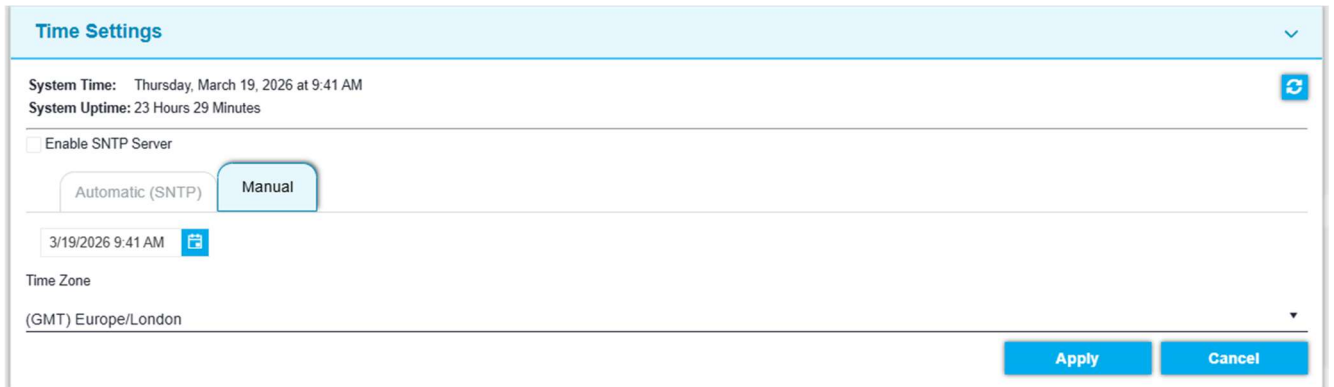 Time Settings
System Time: Thursday, March 19, 2026 at 9:41 AM
System Uptime: 23 Hours 29 Minutes
Enable SNTP Server
Automatic (SNTP) Manual
3/19/2026 9:41 AM
Time Zone
(GMT) Europe/London
Apply Cancel